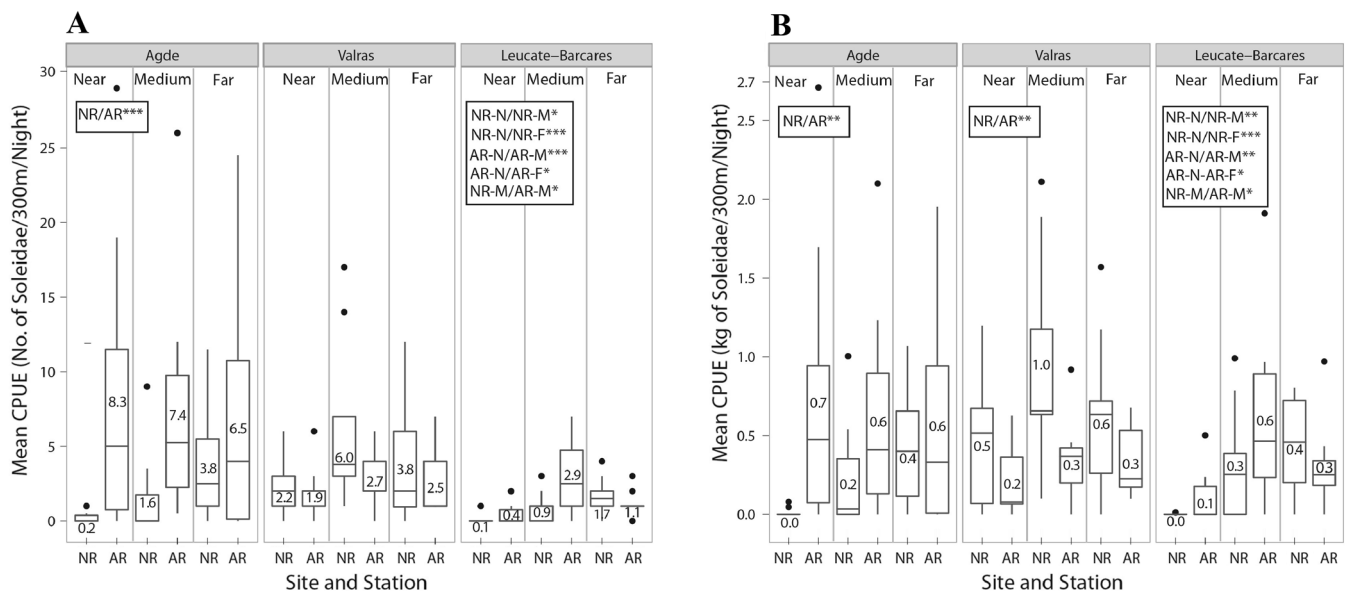 A
Agde Valras Leucate–Barcares
Near Medium Far Near Medium Far Near Medium Far
NR/AR***
NR-N/NR-M*
NR-N/NR-F***
AR-N/AR-M***
AR-N/AR-F*
NR-M/AR-M*
Mean CPUE (No. of Soleidae/300m/Night)
30
25
20
15
10
5
0
0.2 8.3 1.6 7.4 3.8 6.5 2.2 1.9 6.0 2.7 3.8 2.5 0.1 0.4 0.9 2.9 1.7 1.1
NR AR NR AR NR AR NR AR NR AR NR AR NR AR NR AR NR AR
Site and Station
B
Agde Valras Leucate–Barcares
Near Medium Far Near Medium Far Near Medium Far
NR/AR**
NR/AR**
NR-N/NR-M**
NR-N/NR-F***
AR-N/AR-M**
AR-N-AR-F*
NR-M/AR-M*
Mean CPUE (kg of Soleidae/300m/Night)
2.7
2.5
2.0
1.5
1.0
0.5
0.0
0.0 0.7 0.2 0.6 0.4 0.6 0.5 0.2 1.0 0.3 0.6 0.3 0.0 0.1 0.3 0.6 0.4 0.3
NR AR NR AR NR AR NR AR NR AR NR AR NR AR NR AR NR AR
Site and Station